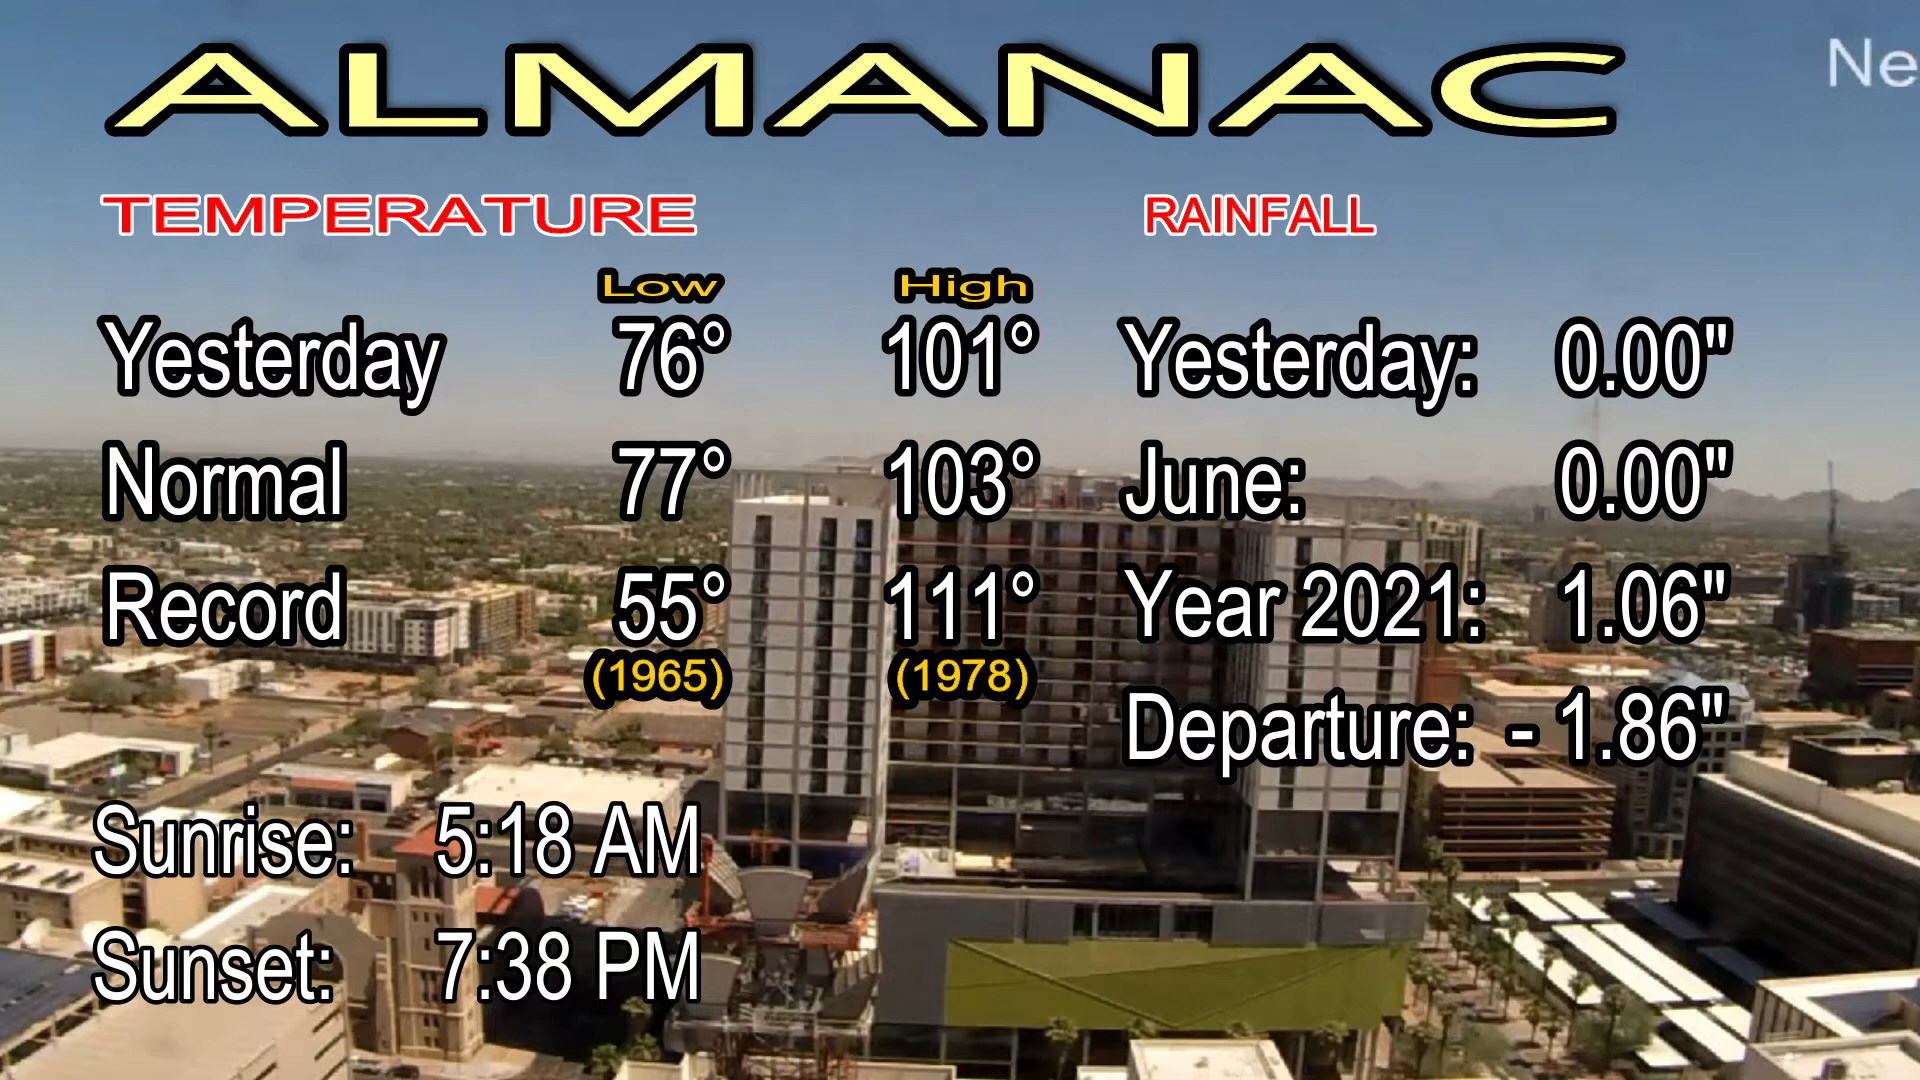 ALMANAC
Ne
TEMPERATURE
RAINFALL
Low High
Yesterday 76° 101°
Normal 77° 103°
Record 55° 111°
(1965) (1978)
Yesterday: 0.00"
June: 0.00"
Year 2021: 1.06"
Departure: - 1.86"
Sunrise: 5:18 AM
Sunset: 7:38 PM